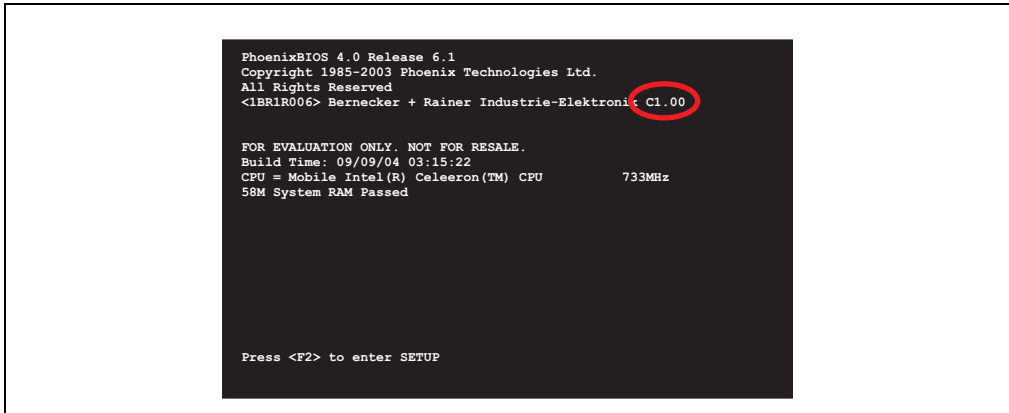 PhoenixBIOS 4.0 Release 6.1
Copyright 1985-2003 Phoenix Technologies Ltd.
All Rights Reserved
<1BR1R006> Bernecker + Rainer Industrie-Elektronik C1.00
FOR EVALUATION ONLY. NOT FOR RESALE.
Build Time: 09/09/04 03:15:22
CPU = Mobile Intel(R) Celeeron(TM) CPU 733MHz
58M System RAM Passed
Press <F2> to enter SETUP